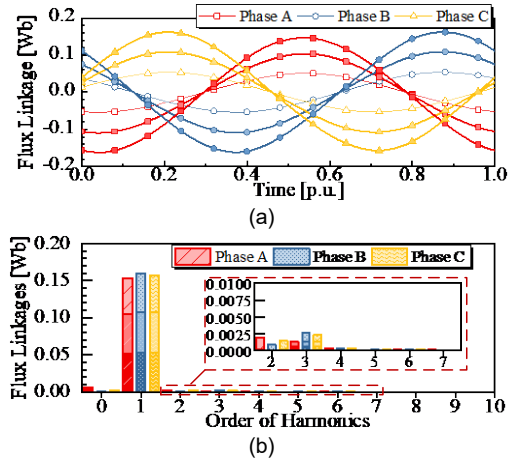 Phase A Phase B Phase C
Flux Linkage [Wb]
0.2
0.1
0.0
-0.1
-0.2
0.0 0.2 0.4 0.6 0.8 1.0
Time [p.u.]
(a)
Flux Linkages [Wb]
0.20
0.15
0.10
0.05
0.00
Phase A Phase B Phase C
0.0100
0.0075
0.0050
0.0025
0.0000
2 3 4 5 6 7
0 1 2 3 4 5 6 7 8 9 10
Order of Harmonics
(b)